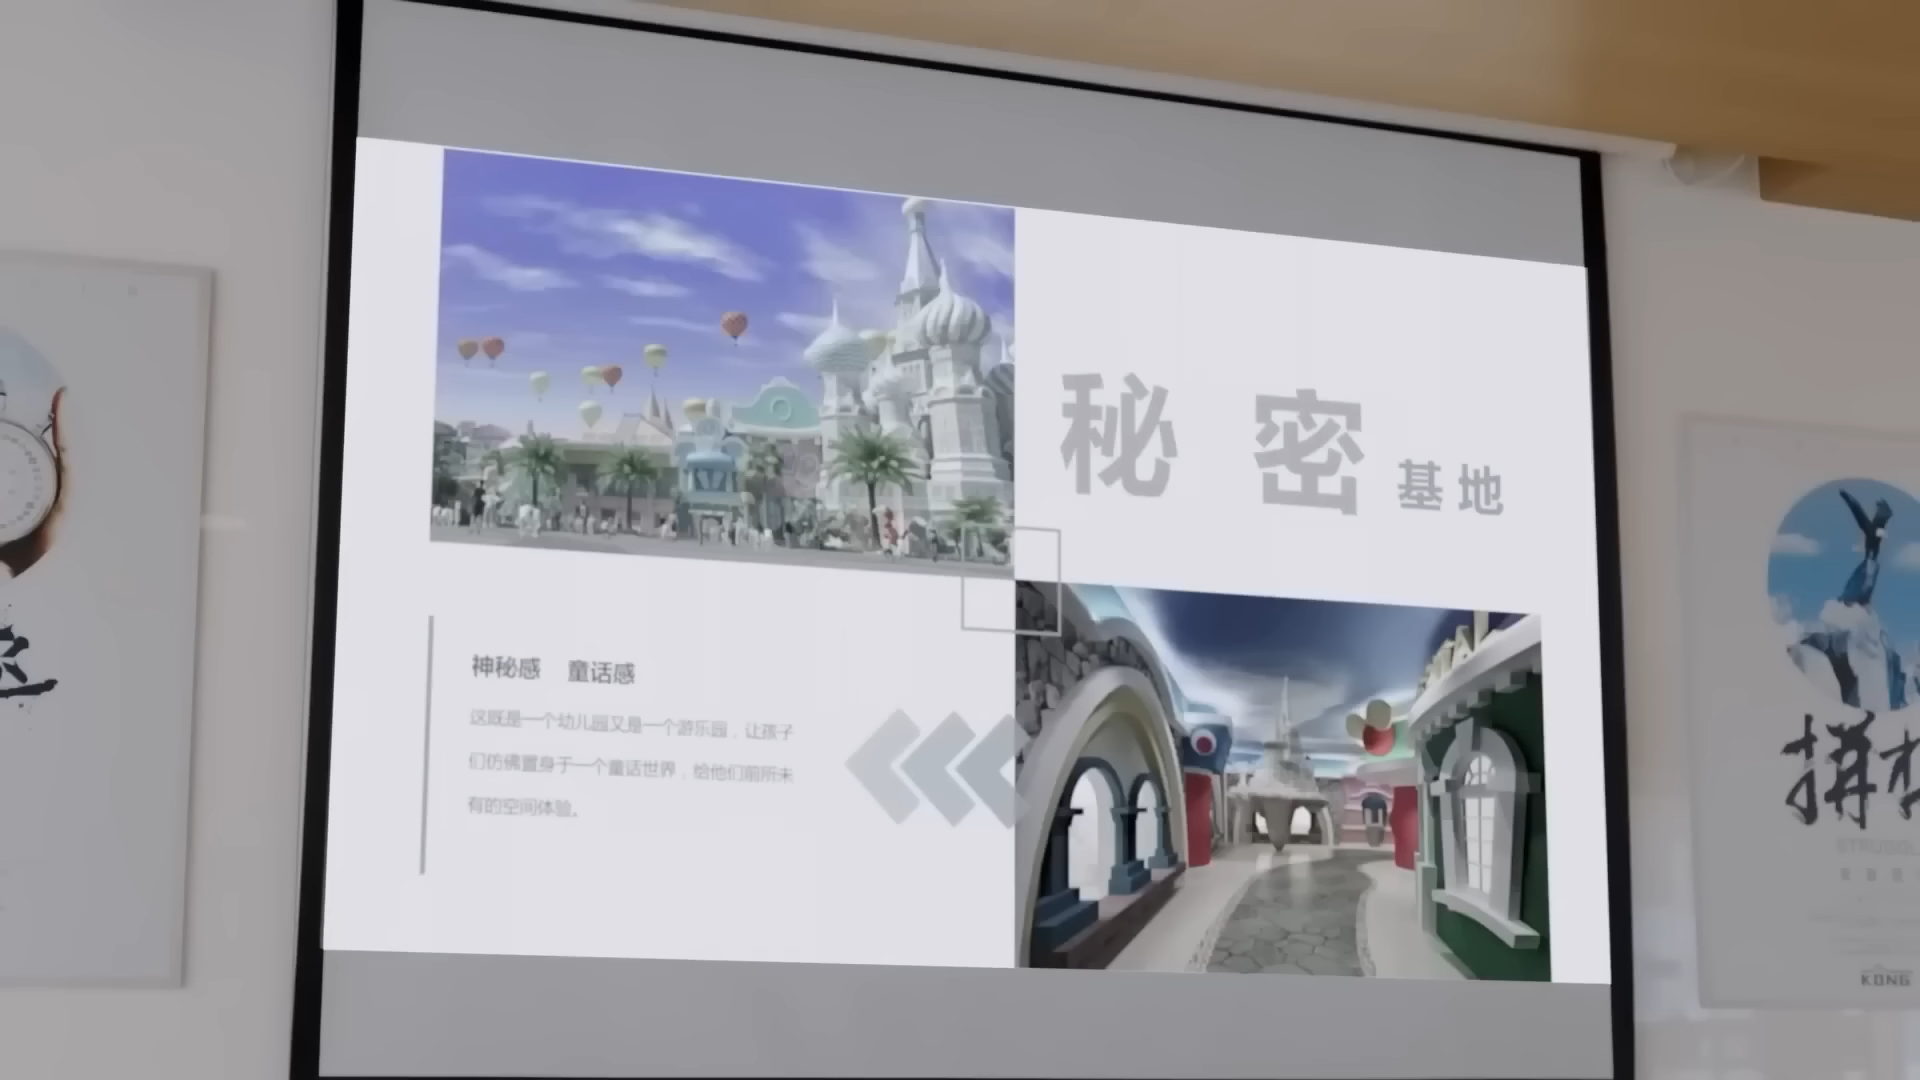 秘 密 基地
神秘感 童话感
这既是一个幼儿园又是一个游乐园，让孩子
们仿佛置身于一个童话世界，给他们前所未
有的空间体验。
拼
KONG